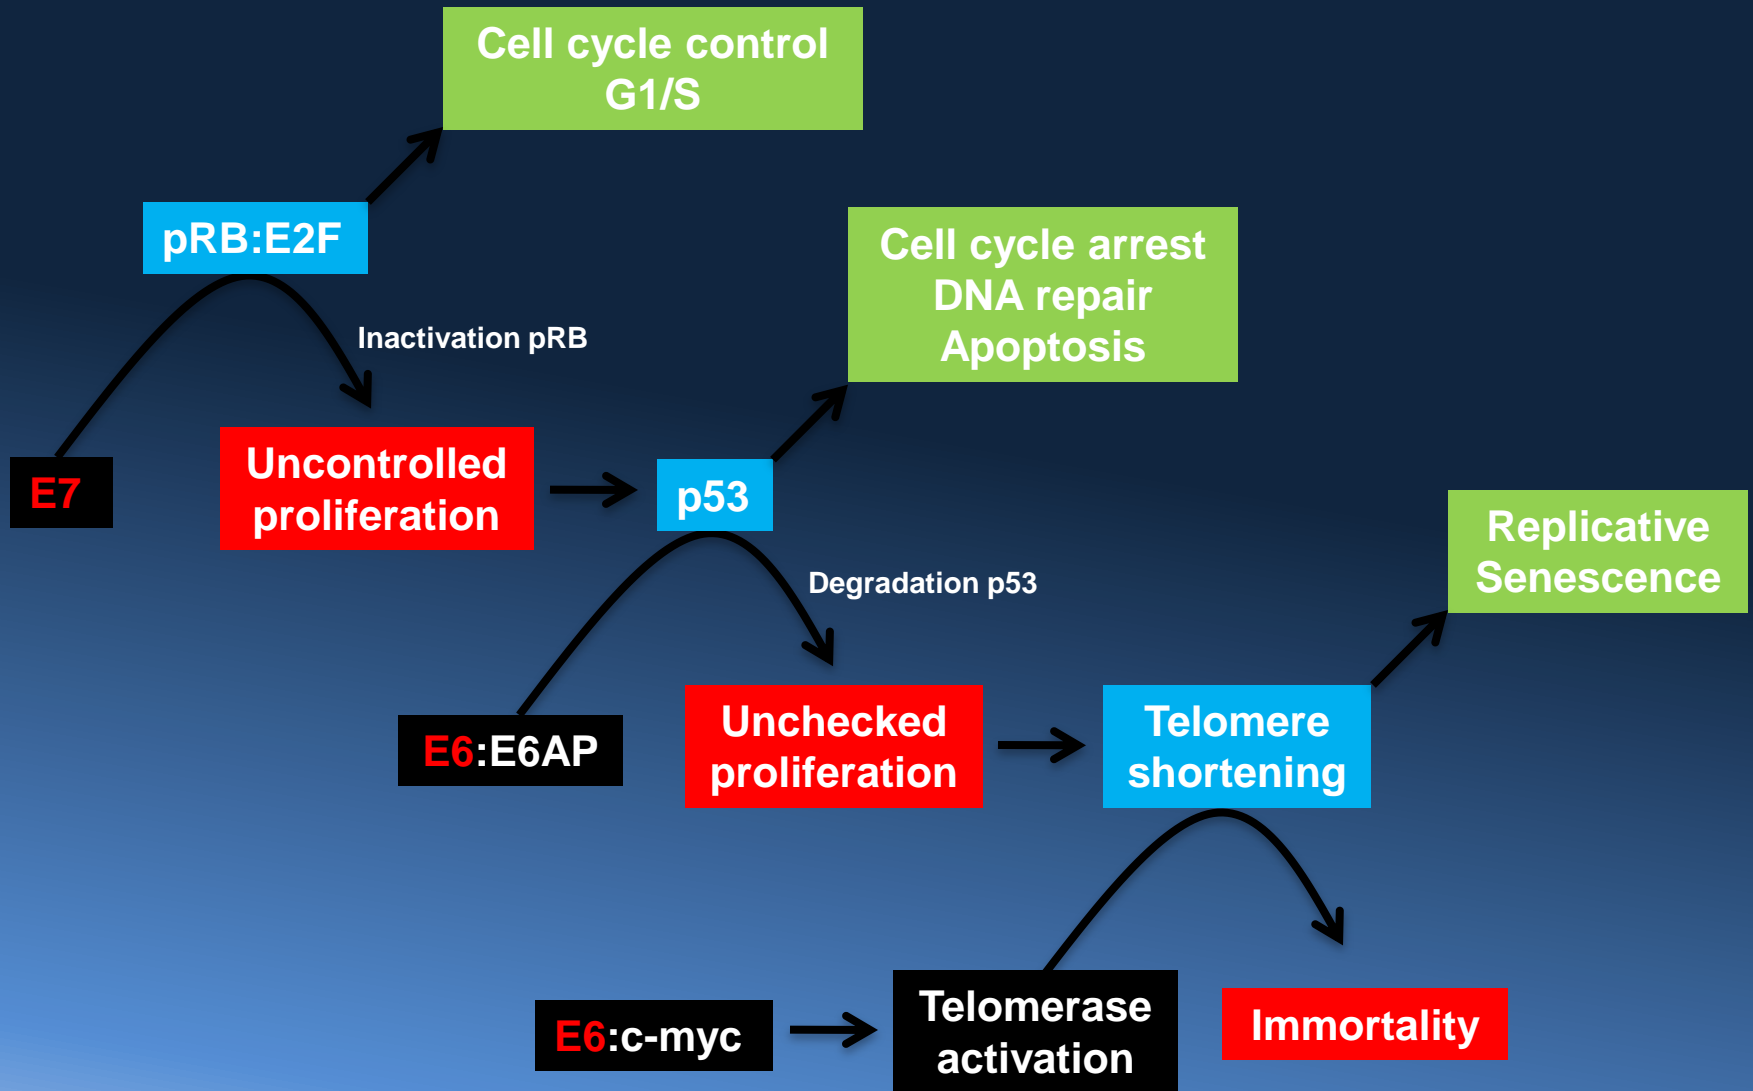 Cell cycle control
G1/S
pRB:E2F
Cell cycle arrest
DNA repair
Apoptosis
Inactivation pRB
Uncontrolled
proliferation
E7
p53
Replicative
Senescence
Degradation p53
E6:E6AP
Unchecked
proliferation
Telomere
shortening
E6:c-myc
Telomerase
activation
Immortality